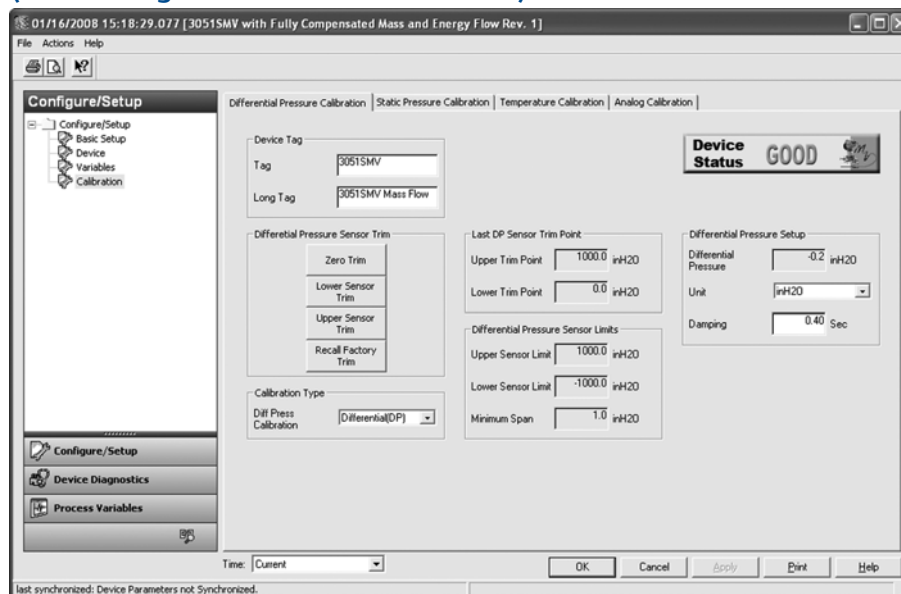 01/16/2008 15:18:29.077 [3051SMV with Fully Compensated Mass and Energy Flow Rev. 1]
File Actions Help
Configure/Setup
Configure/Setup
Basic Setup
Device
Variables
Calibration
Configure/Setup
Device Diagnostics
Process Variables
Differential Pressure Calibration Static Pressure Calibration Temperature Calibration Analog Calibration
Device Tag
Tag 3051SMV
Long Tag 3051SMV Mass Flow
Device Status GOOD
Differetial Pressure Sensor Trim
Zero Trim
Lower Sensor
Trim
Upper Sensor
Trim
Recall Factory
Trim
Calibration Type
Diff Press
Calibration
Differential(DP)
Last DP Sensor Trim Point
Upper Trim Point 1000.0 inH2O
Lower Trim Point 0.0 inH2O
Differential Pressure Sensor Limits
Upper Sensor Limit 1000.0 inH2O
Lower Sensor Limit -1000.0 inH2O
Minimum Span 1.0 inH2O
Differential Pressure Setup
Differential
Pressure
-0.2 inH2O
Unit inH2O
Damping 0.40 Sec
Time: Current
OK Cancel Apply Print Help
last synchronized: Device Parameters not Synchronized.